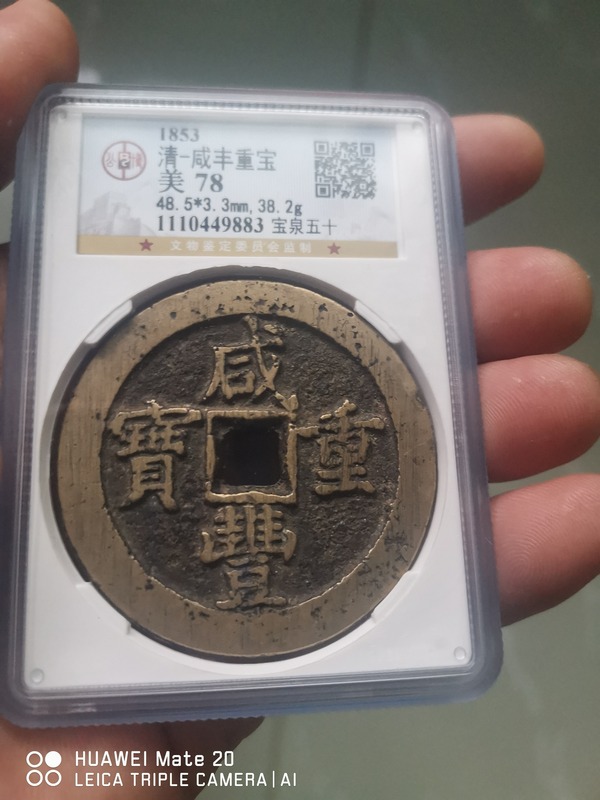 1853
清-咸丰重宝
美 78
48.5*3.3mm,38.2g
1110449883 宝泉五十
★ 文物鉴定委员会监制 ★
咸
寶 重
豐
HUAWEI Mate 20
LEICA TRIPLE CAMERA | AI